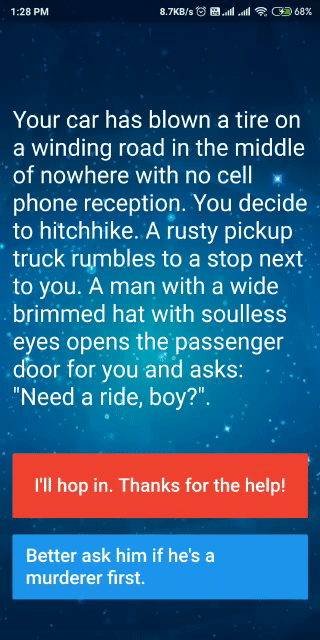 1:28 PM 8.7KB/s 68%
Your car has blown a tire on
a winding road in the middle
of nowhere with no cell
phone reception. You decide
to hitchhike. A rusty pickup
truck rumbles to a stop next
to you. A man with a wide
brimmed hat with soulless
eyes opens the passenger
door for you and asks:
"Need a ride, boy?".
I'll hop in. Thanks for the help!
Better ask him if he's a
murderer first.